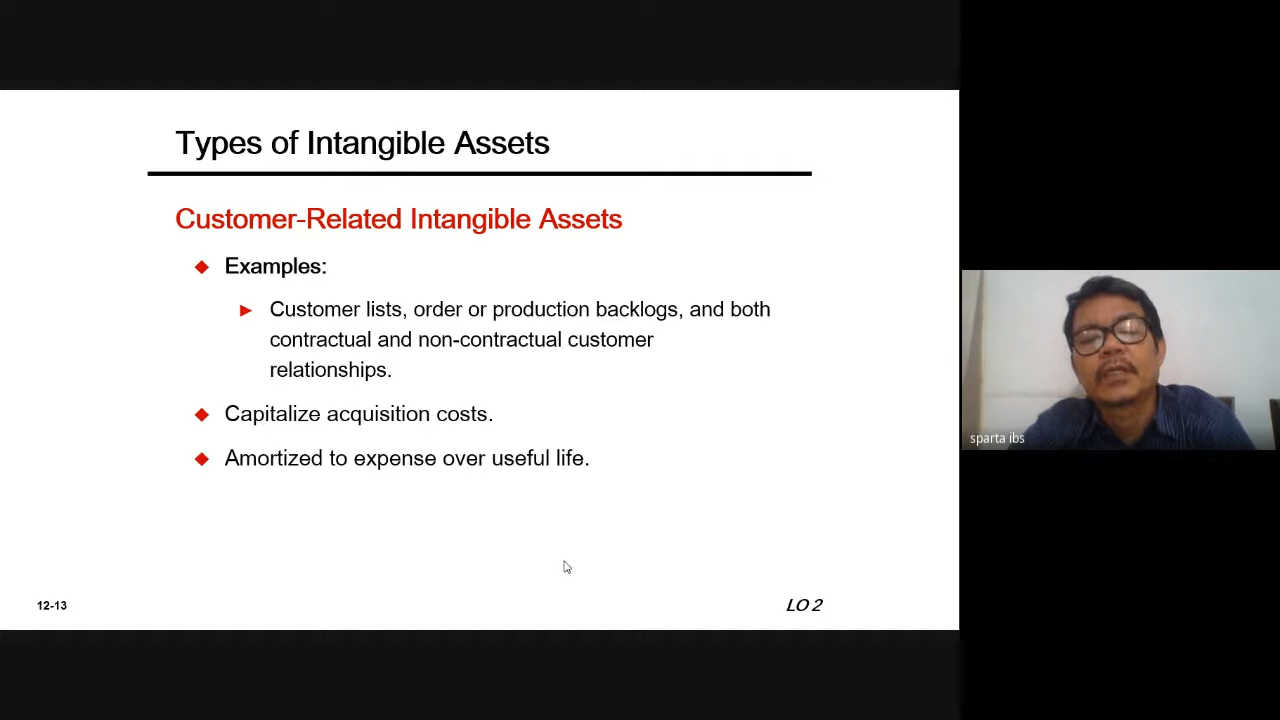 Types of Intangible Assets
Customer-Related Intangible Assets
Examples:
Customer lists, order or production backlogs, and both
contractual and non-contractual customer
relationships.
Capitalize acquisition costs.
Amortized to expense over useful life.
12-13
LO 2
sparta ibs